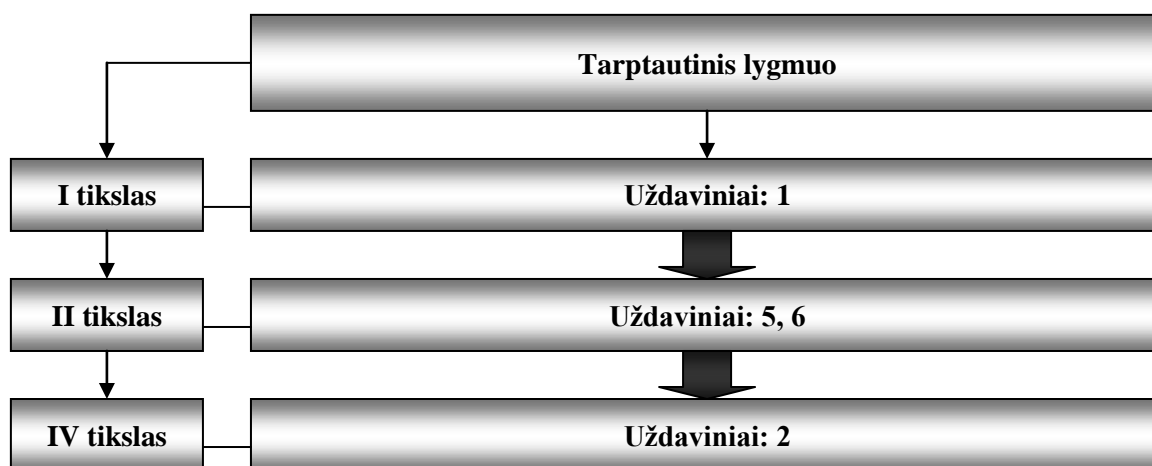 Tarptautinis lygmuo
I tikslas
Uždaviniai: 1
II tikslas
Uždaviniai: 5, 6
IV tikslas
Uždaviniai: 2